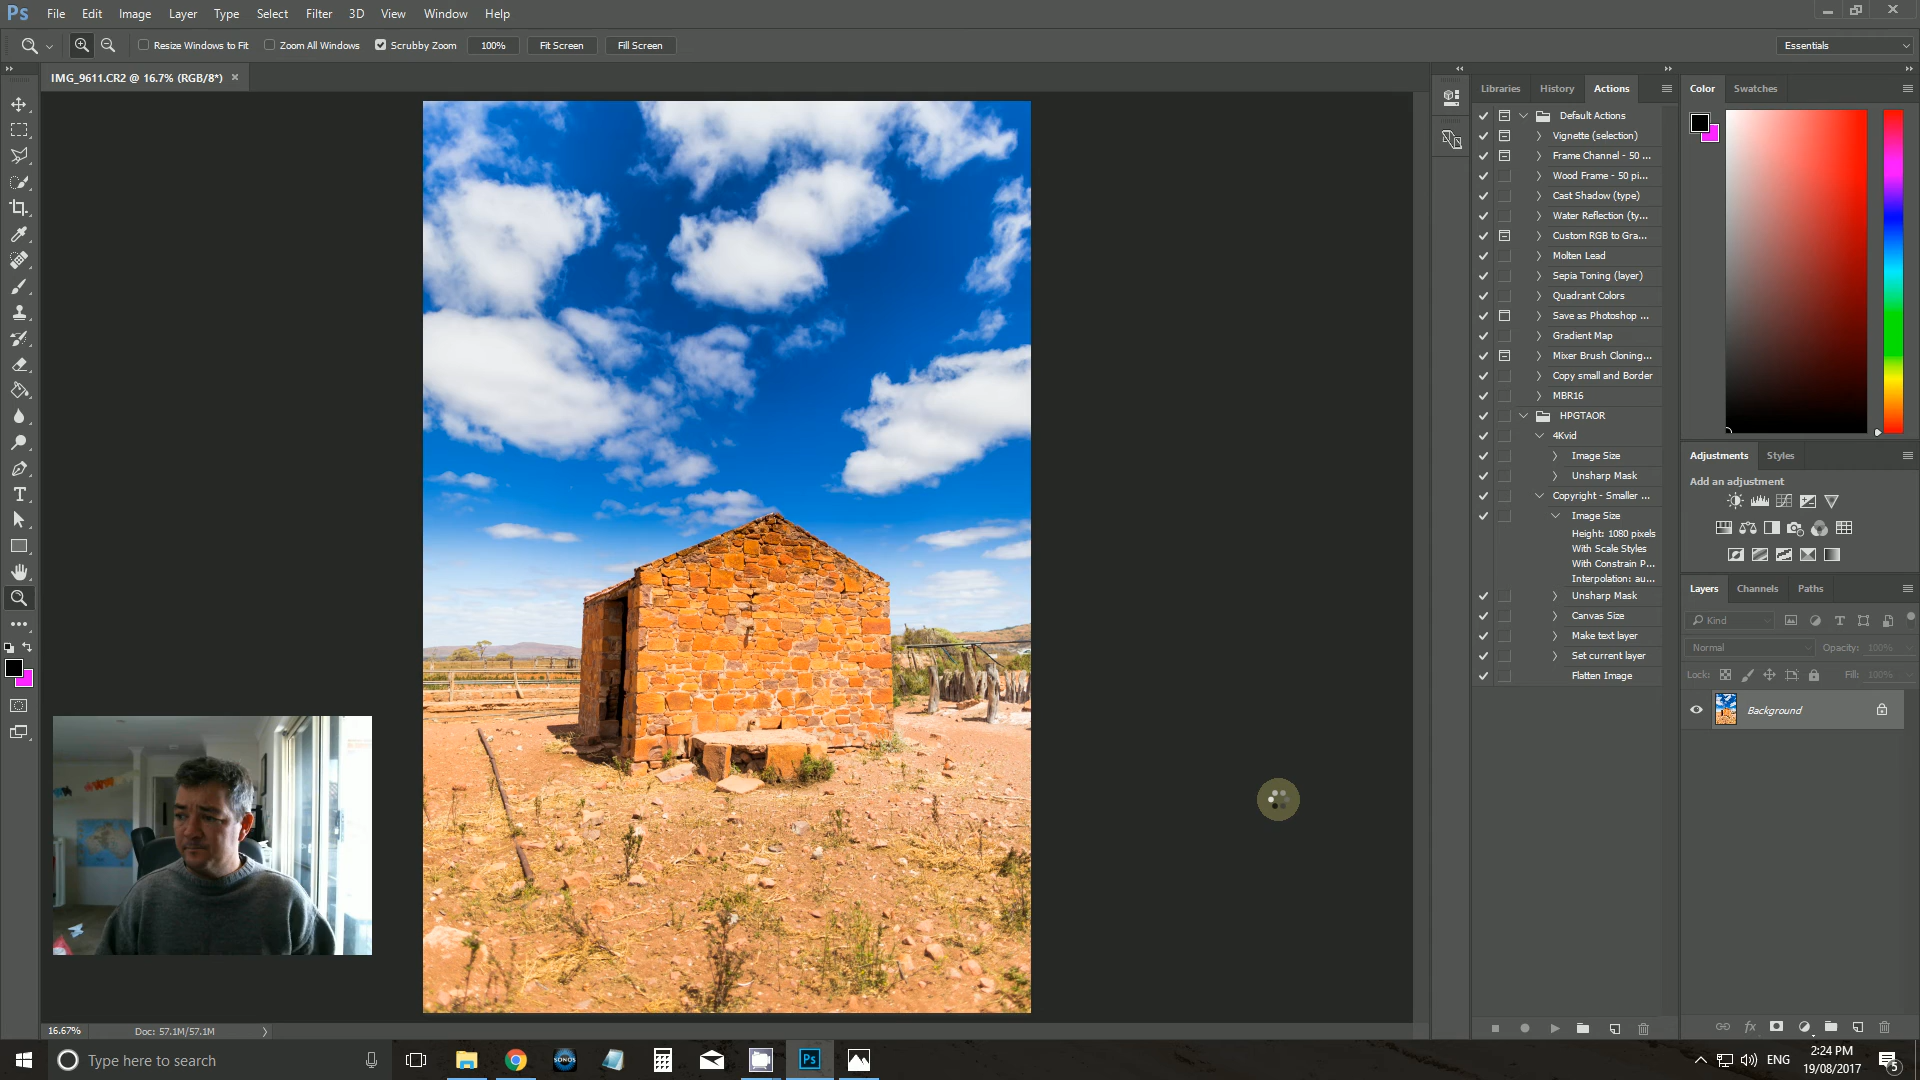 Ps File Edit Image Layer Type Select Filter 3D View Window Help
Resize Windows to Fit Zoom All Windows Scrubby Zoom 100% Fit Screen Fill Screen Essentials
IMG_9611.CR2 @ 16.7% (RGB/8*) ×
Libraries History Actions
Default Actions
Vignette (selection)
Frame Channel - 50 ...
Wood Frame - 50 pi...
Cast Shadow (type)
Water Reflection (ty...
Custom RGB to Gra...
Molten Lead
Sepia Toning (layer)
Quadrant Colors
Save as Photoshop ...
Gradient Map
Mixer Brush Cloning...
Copy small and Border
MBR16
HPGTAOR
4Kvid
Image Size
Unsharp Mask
Copyright - Smaller ...
Image Size
Height: 1080 pixels
With Scale Styles
With Constrain P...
Interpolation: au...
Unsharp Mask
Canvas Size
Make text layer
Set current layer
Flatten Image
Color Swatches
Adjustments Styles
Add an adjustment
Layers Channels Paths
Kind
Normal Opacity: 100%
Lock: Fill: 100%
Background
fx
16.67% Doc: 57.1M/57.1M
Type here to search
SONOS
Ps
ENG
2:24 PM
19/08/2017
5